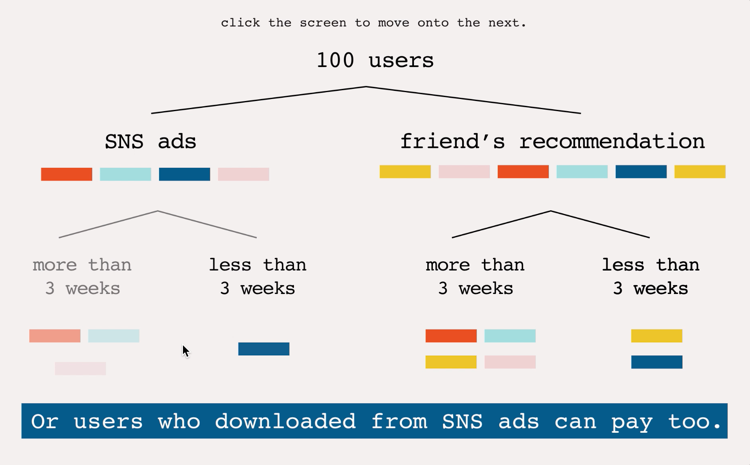 click the screen to move onto the next.
100 users
SNS ads
friend's recommendation
more than
3 weeks
less than
3 weeks
more than
3 weeks
less than
3 weeks
Or users who downloaded from SNS ads can pay too.